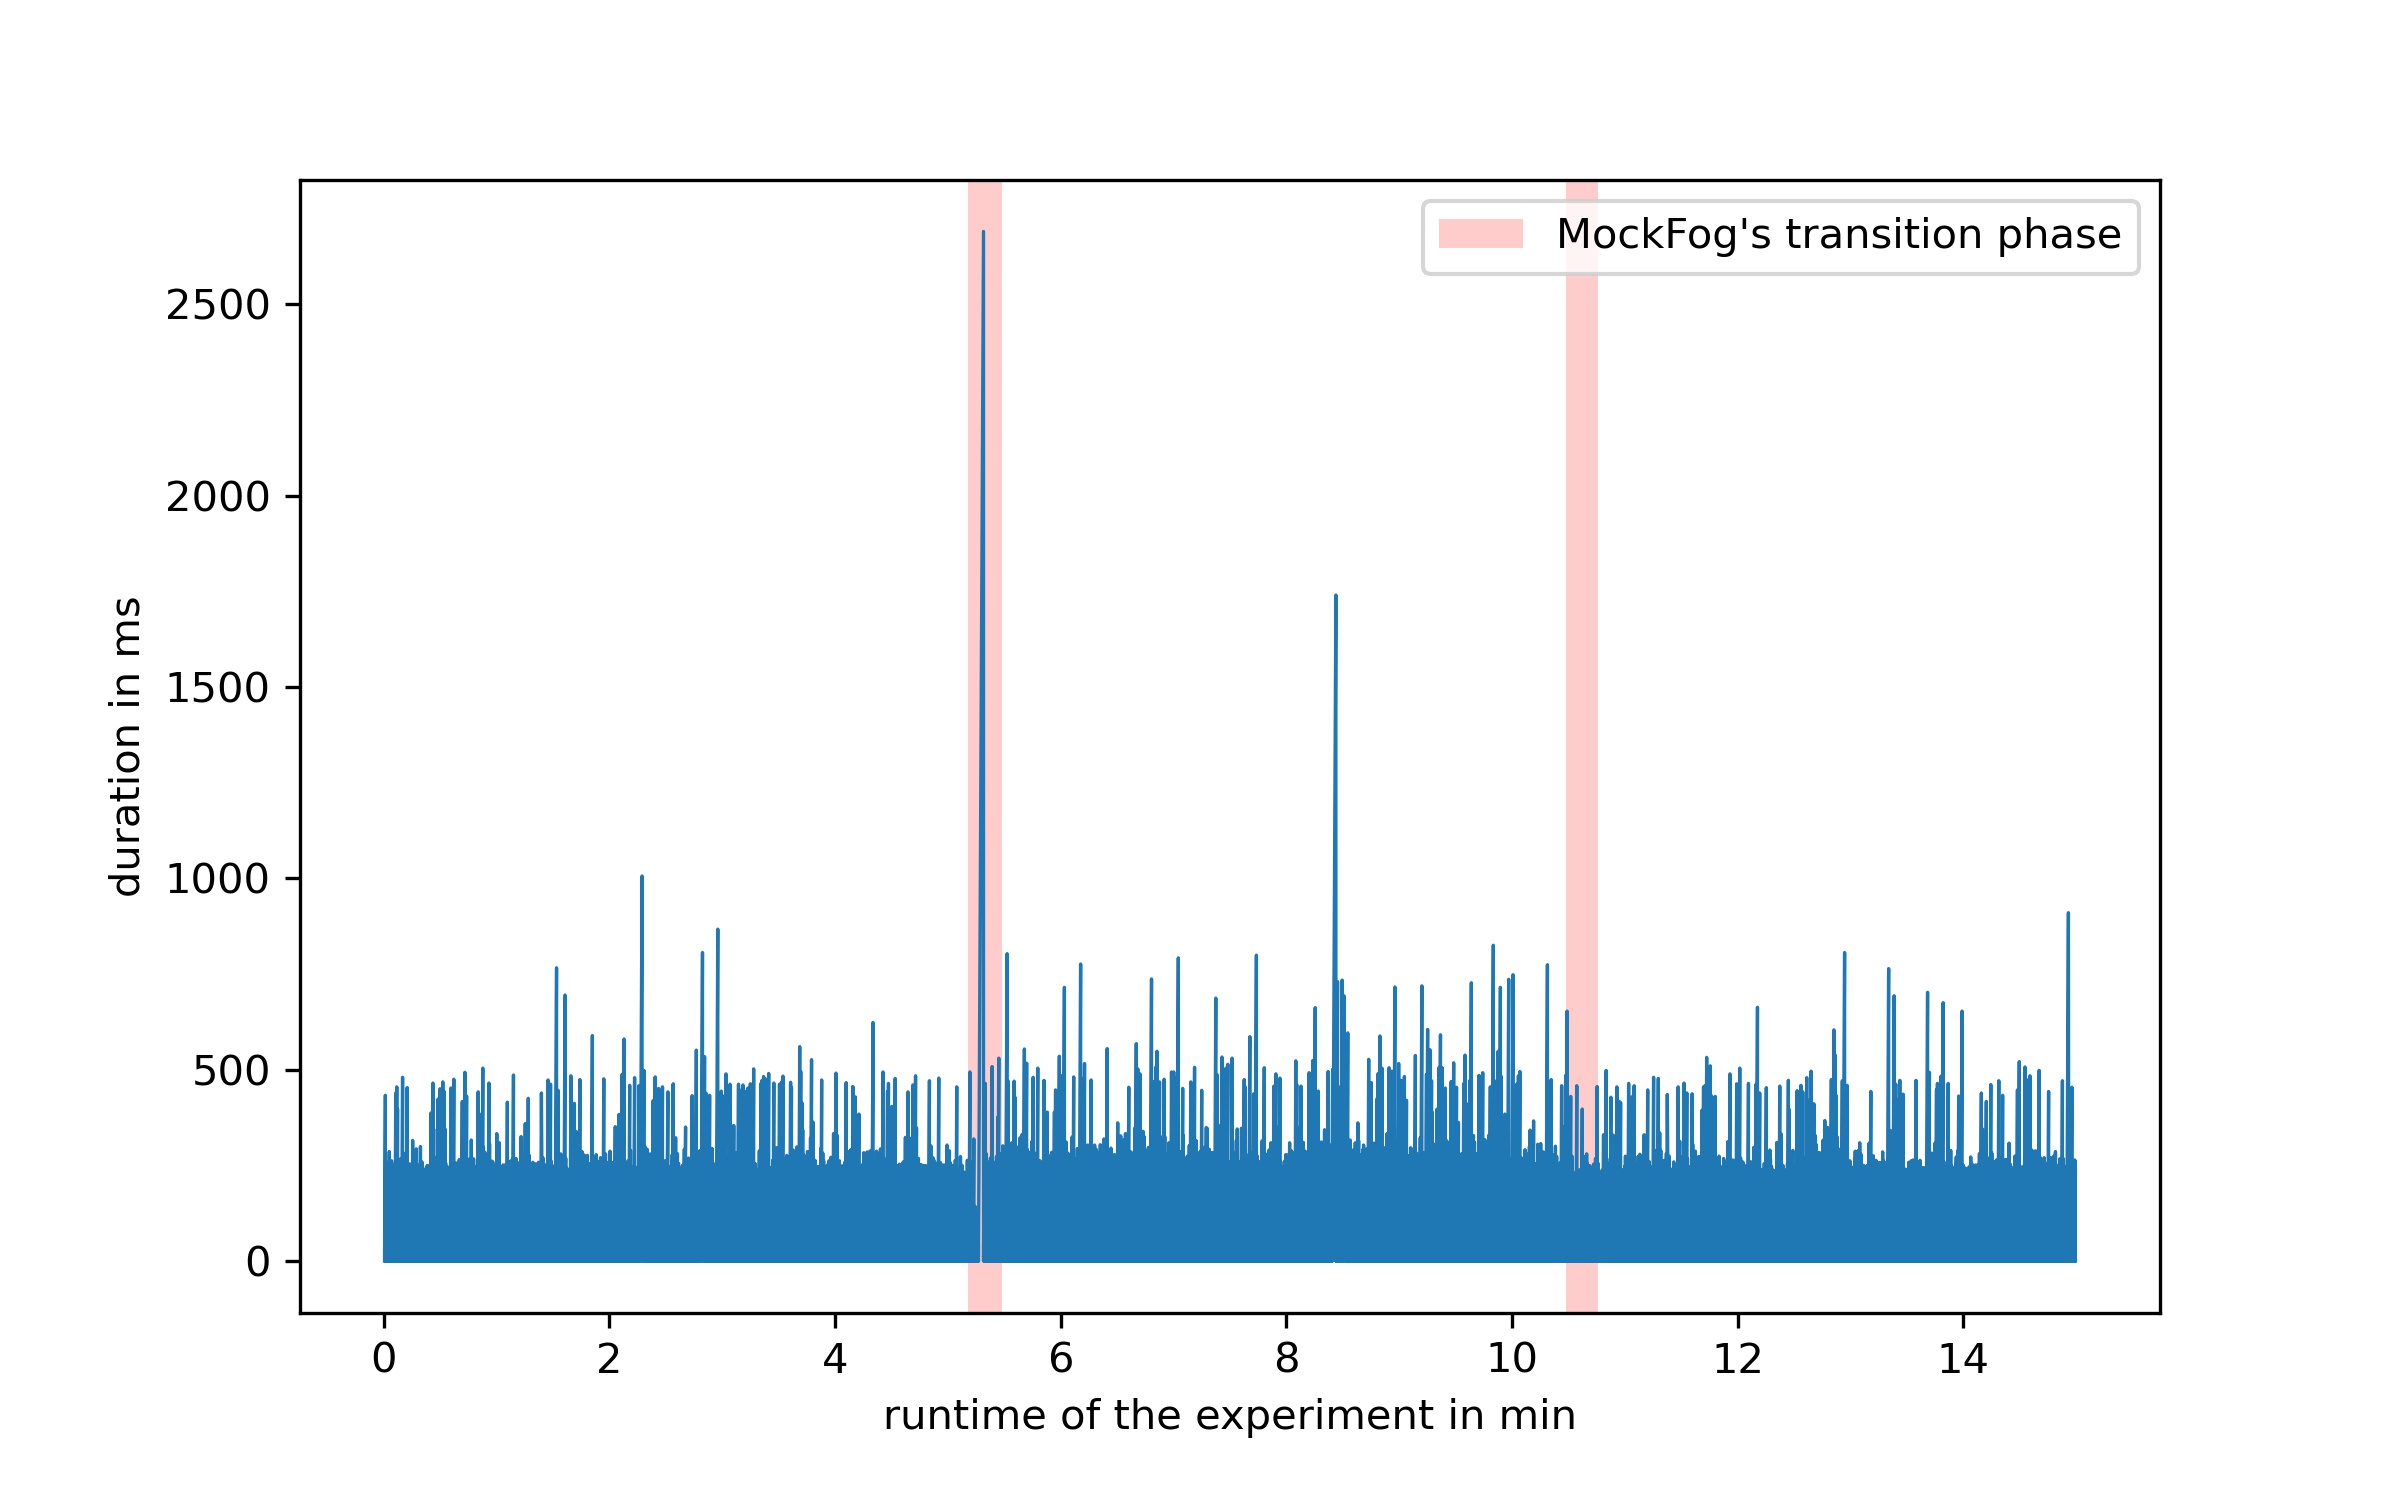 MockFog's transition phase
2500
2000
1500
1000
500
0
duration in ms
0 2 4 6 8 10 12 14
runtime of the experiment in min